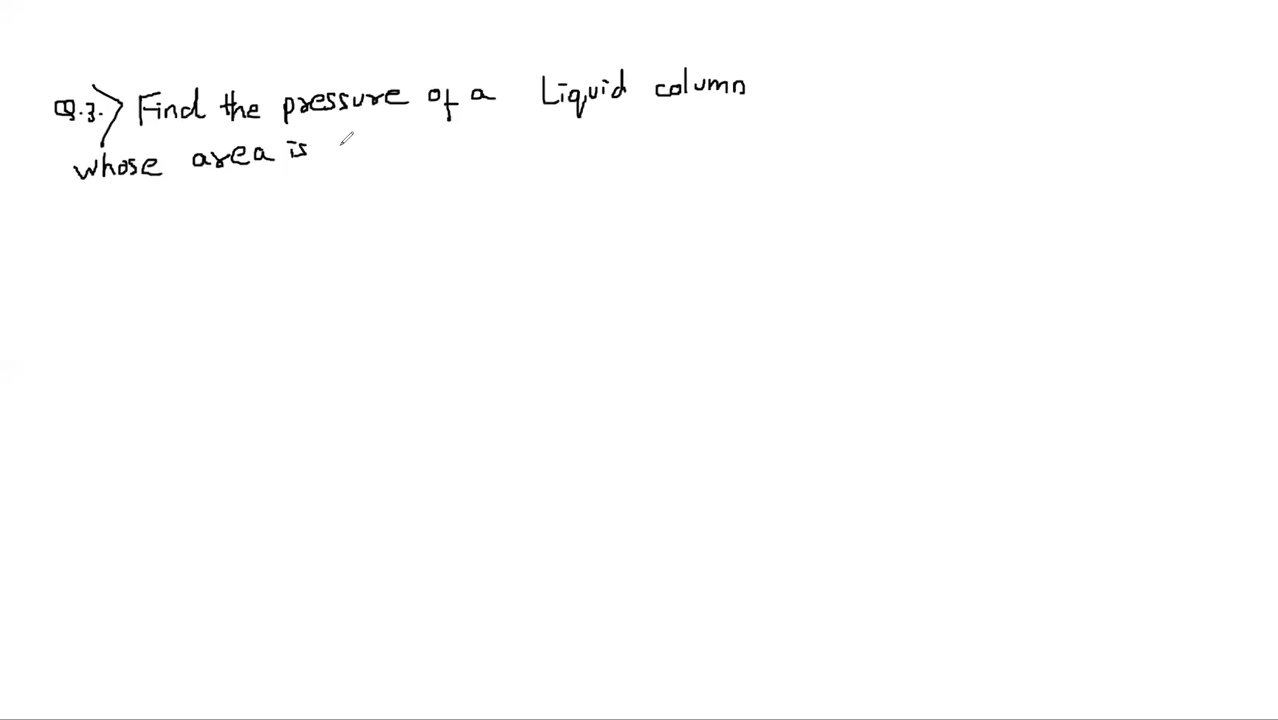 Q.3.> Find the pressure of a Liquid column
whose area is